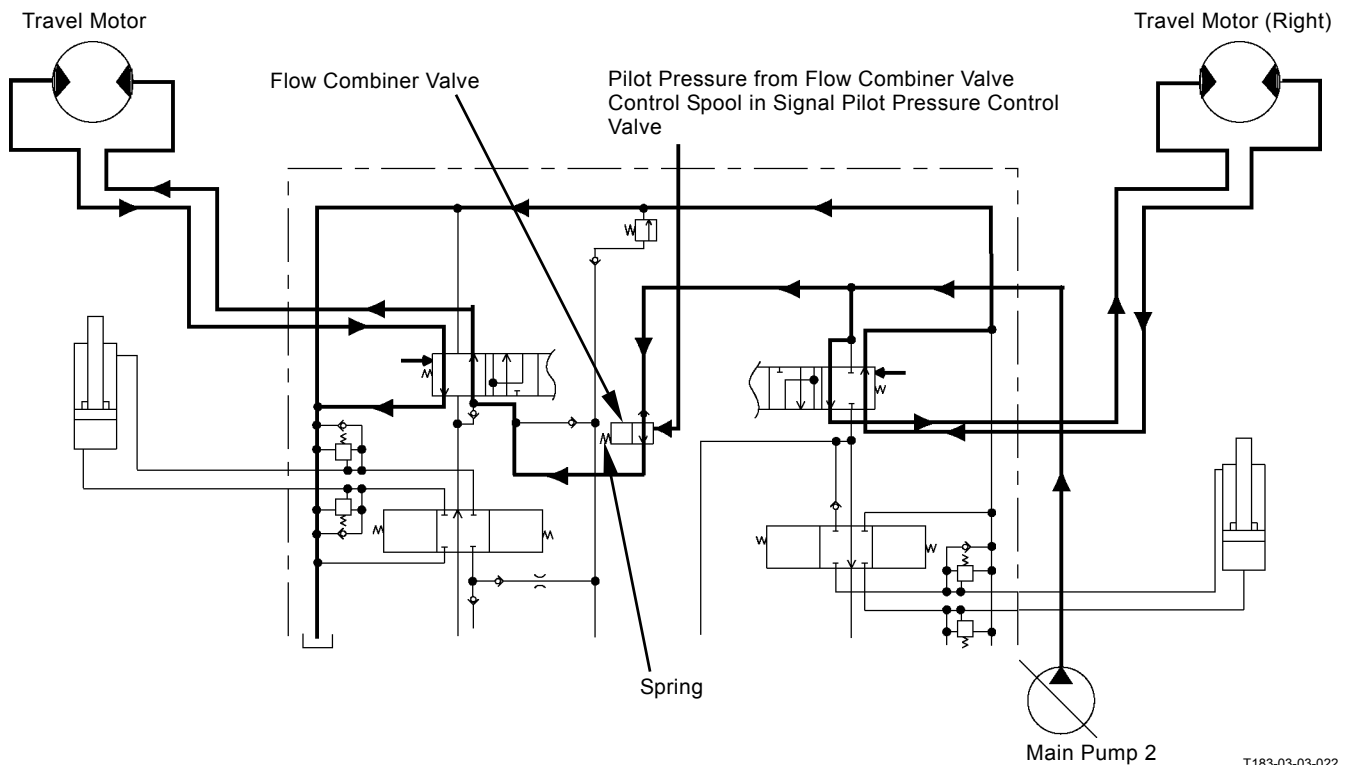 Travel Motor
Travel Motor (Right)
Flow Combiner Valve
Pilot Pressure from Flow Combiner Valve
Control Spool in Signal Pilot Pressure Control
Valve
Spring
Main Pump 2
T183-03-03-022